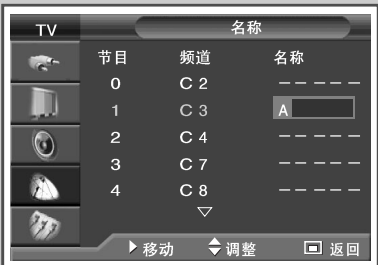 TV 名称
节目 频道 名称
0 C 2 – – – – –
1 C 3 A
2 C 4 – – – – –
3 C 7 – – – – –
4 C 8 – – – – –
移动 调整 返回